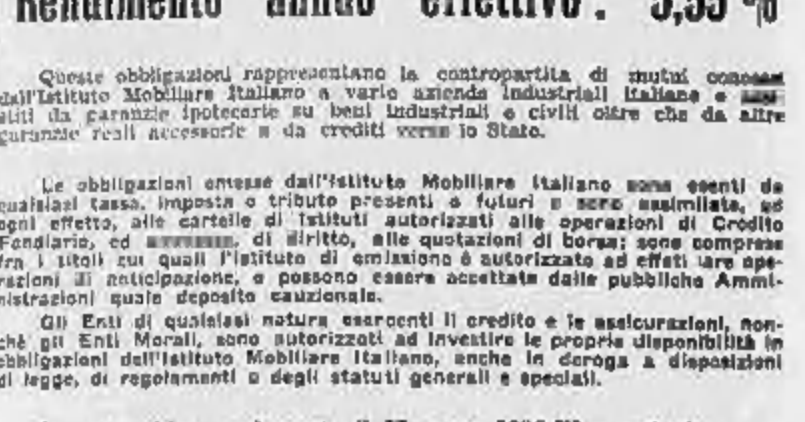 Rendimento annuo effettivo: 5,95 %
Queste obbligazioni rappresentano la contropartita di mutui concessi
dall'Istituto Mobiliare Italiano a varie aziende industriali italiane e
titi da garanzie ipotecarie su beni industriali e civili oltre che da altre
garanzie reali accessorie e da crediti verso lo Stato.
Le obbligazioni emesse dall'Istituto Mobiliare Italiano sono esenti da
qualsiasi tassa, imposta o tributo presenti e futuri e sono assimilate, ad
ogni effetto, alle cartelle di Istituti autorizzati alle operazioni di Credito
Fondiario, ed di diritto, alle quotazioni di borsa; sono comprese
fra i titoli sui quali l'Istituto di emissione è autorizzato ad effettuare ope-
razioni di anticipazione, e possono essere accettate dalle pubbliche Ammi-
nistrazioni quale deposito cauzionale.
Gli Enti di qualsiasi natura esercenti il credito e le assicurazioni, non-
chè gli Enti Morali, sono autorizzati ad investire le proprie disponibilità in
obbligazioni dell'Istituto Mobiliare Italiano, anche in deroga a disposizioni
di legge, di regolamenti o degli statuti generali e speciali.